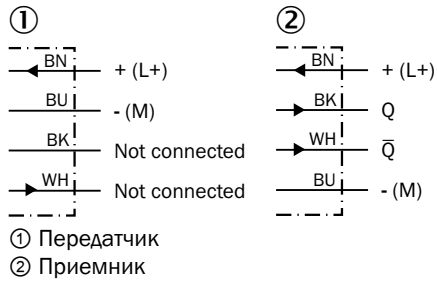 ①
BN + (L+)
BU - (M)
BK Not connected
WH Not connected
②
BN + (L+)
BK Q
WH Q̅
BU - (M)
① Передатчик
② Приемник